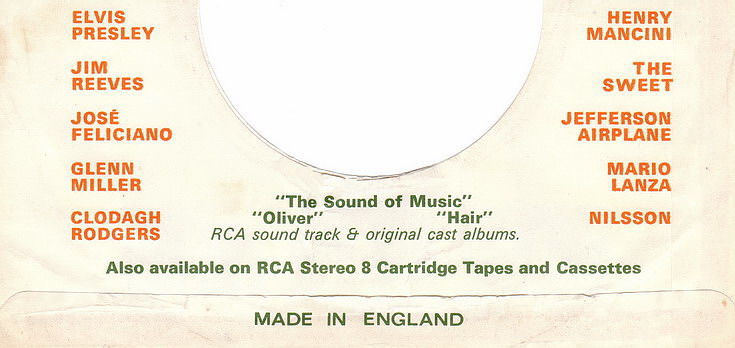 ELVIS
PRESLEY
JIM
REEVES
JOSÉ
FELICIANO
GLENN
MILLER
CLODAGH
RODGERS
HENRY
MANCINI
THE
SWEET
JEFFERSON
AIRPLANE
MARIO
LANZA
NILSSON
"The Sound of Music"
"Oliver" "Hair"
RCA sound track & original cast albums.
Also available on RCA Stereo 8 Cartridge Tapes and Cassettes
MADE IN ENGLAND